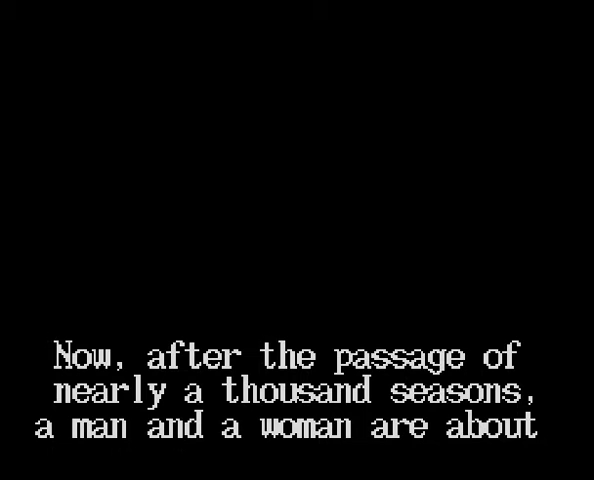 Now, after the passage of
nearly a thousand seasons,
a man and a woman are about